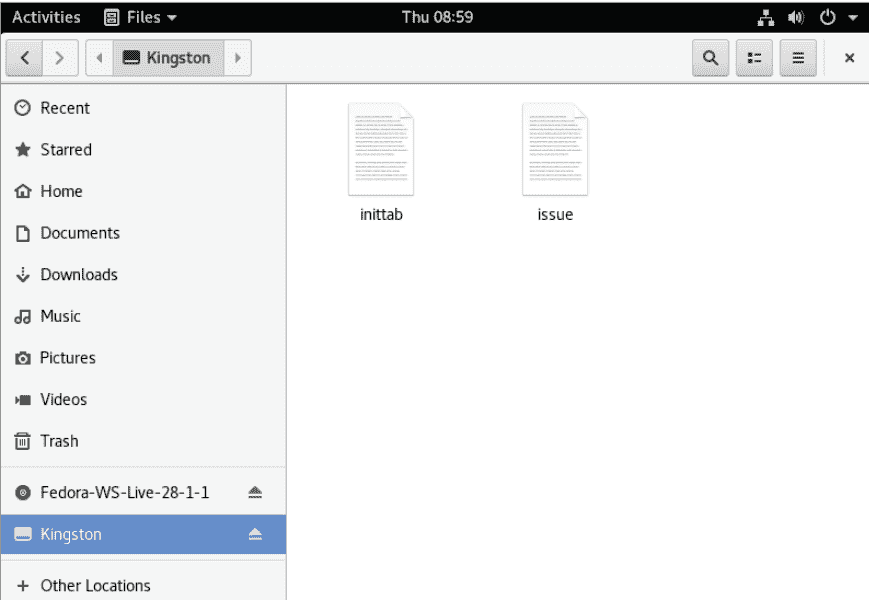 Activities Files Thu 08:59
Kingston
Recent
Starred
Home
Documents
Downloads
Music
Pictures
Videos
Trash
Fedora-WS-Live-28-1-1
Kingston
Other Locations
inittab issue